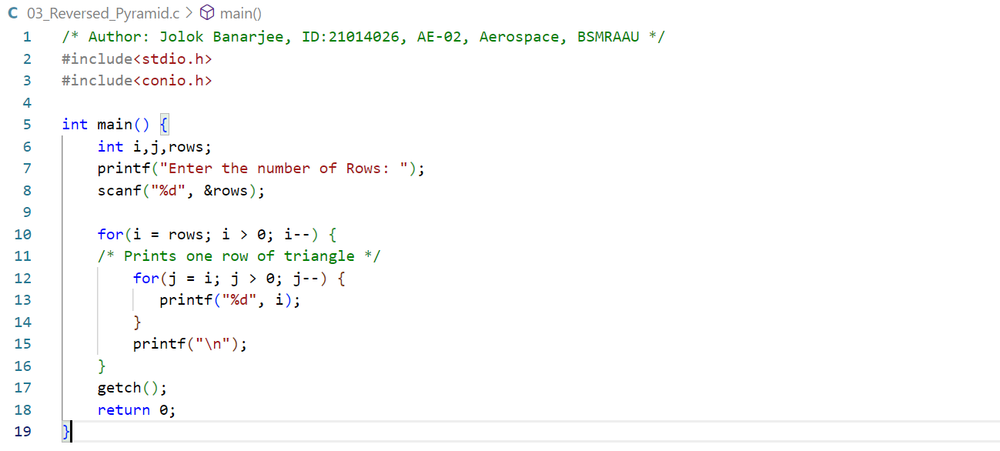 C 03_Reversed_Pyramid.c > main()
1 /* Author: Jolok Banarjee, ID:21014026, AE-02, Aerospace, BSMRAAU */
2 #include<stdio.h>
3 #include<conio.h>
4
5 int main() {
6     int i,j,rows;
7     printf("Enter the number of Rows: ");
8     scanf("%d", &rows);
9
10     for(i = rows; i > 0; i--) {
11     /* Prints one row of triangle */
12         for(j = i; j > 0; j--) {
13            printf("%d", i);
14         }
15         printf("\n");
16     }
17     getch();
18     return 0;
19 }